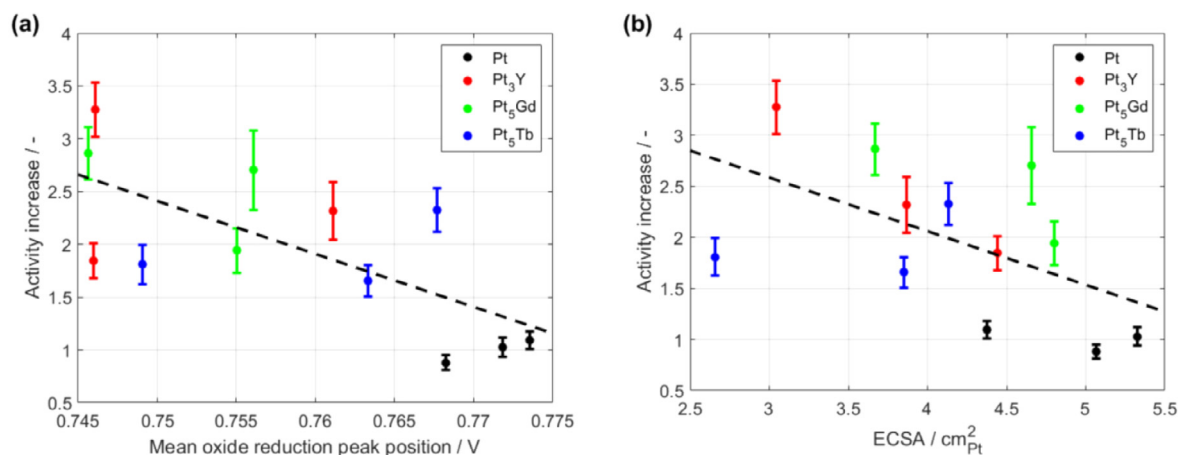 (a)
4
3.5
3
2.5
2
1.5
1
0.5
Activity increase / -
Pt
Pt3Y
Pt5Gd
Pt5Tb
0.745
0.75
0.755
0.76
0.765
0.77
0.775
Mean oxide reduction peak position / V
(b)
4
3.5
3
2.5
2
1.5
1
0.5
Activity increase / -
Pt
Pt3Y
Pt5Gd
Pt5Tb
2.5
3
3.5
4
4.5
5
5.5
ECSA / cm²Pt